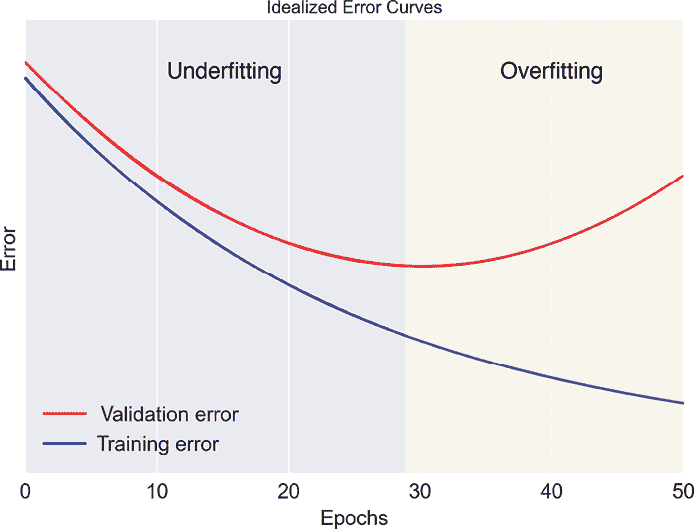 Idealized Error Curves
Underfitting
Overfitting
Error
Validation error
Training error
0 10 20 30 40 50
Epochs